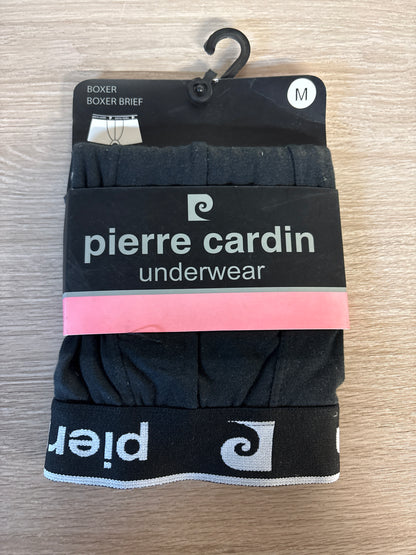 BOXER
BOXER BRIEF
M
pierre cardin
underwear
pier